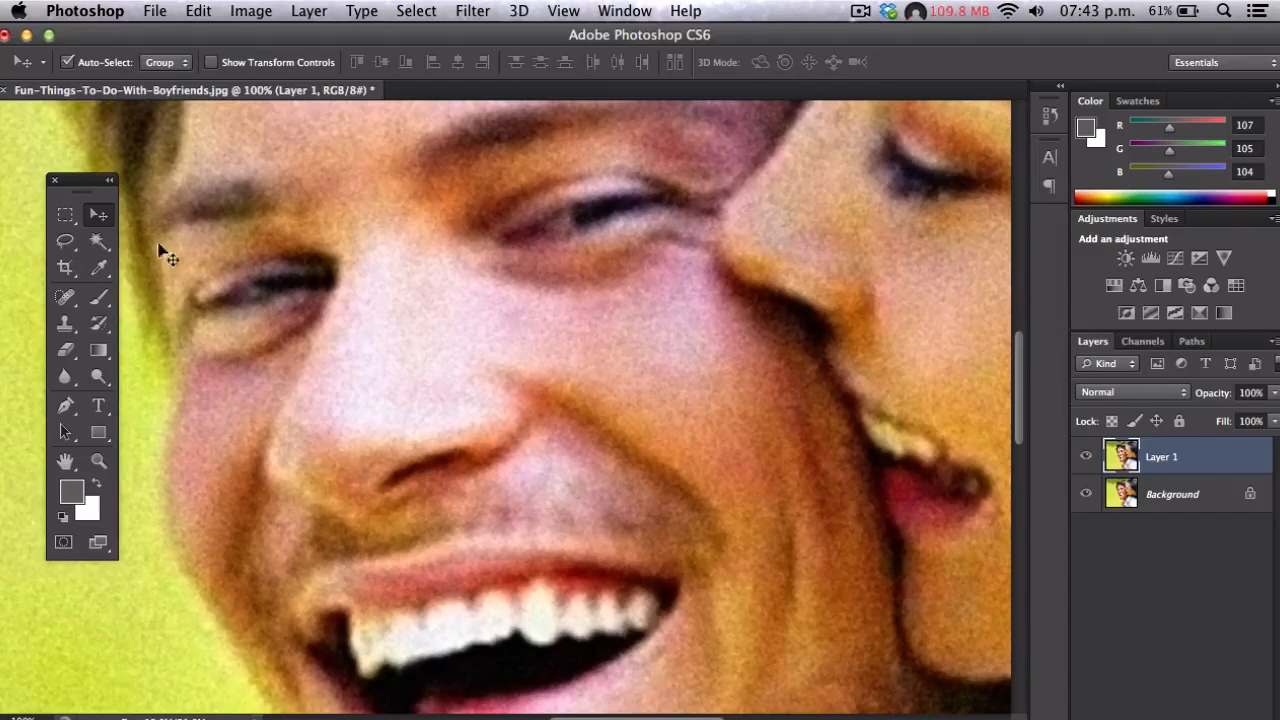 Photoshop File Edit Image Layer Type Select Filter 3D View Window Help 109.8 MB 07:43 p.m. 61%
Adobe Photoshop CS6
Auto-Select: Group Show Transform Controls 3D Mode: Essentials
Fun-Things-To-Do-With-Boyfriends.jpg @ 100% (Layer 1, RGB/8#) *
Color Swatches
R 107
G 105
B 104
Adjustments Styles
Add an adjustment
Layers Channels Paths
Kind
Normal Opacity: 100%
Lock: Fill: 100%
Layer 1
Background